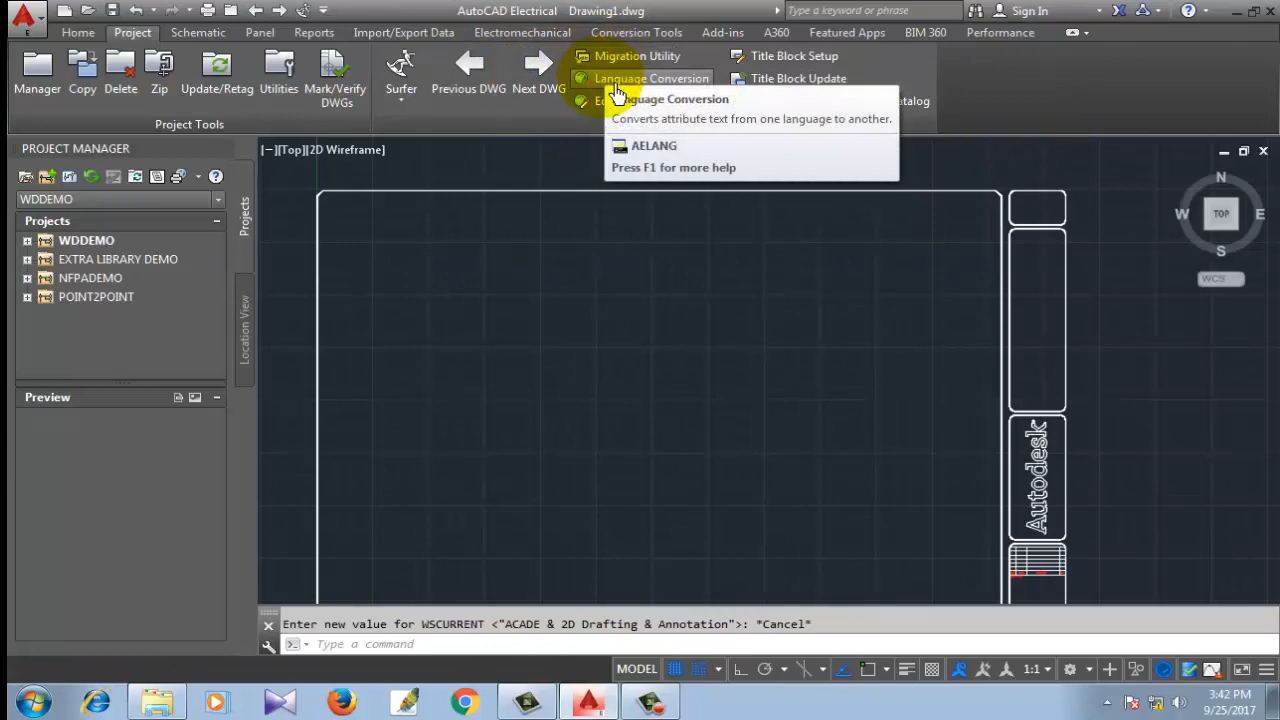 AutoCAD Electrical Drawing1.dwg
Type a keyword or phrase
Sign In
Home Project Schematic Panel Reports Import/Export Data Electromechanical Conversion Tools Add-ins A360 Featured Apps BIM 360 Performance
Manager Copy Delete Zip Update/Retag Utilities Mark/Verify DWGs
Surfer Previous DWG Next DWG
Migration Utility
Language Conversion
Title Block Setup
Title Block Update
Project Tools
Language Conversion
Converts attribute text from one language to another.
AELANG
Press F1 for more help
PROJECT MANAGER
WDDEMO
Projects
WDDEMO
EXTRA LIBRARY DEMO
NFPADEMO
POINT2POINT
Preview
Projects
Location View
[−][Top][2D Wireframe]
N
W TOP E
S
WCS
Autodesk
Enter new value for WSCURRENT <"ACADE & 2D Drafting & Annotation">: *Cancel*
Type a command
MODEL
1:1
3:42 PM
9/25/2017